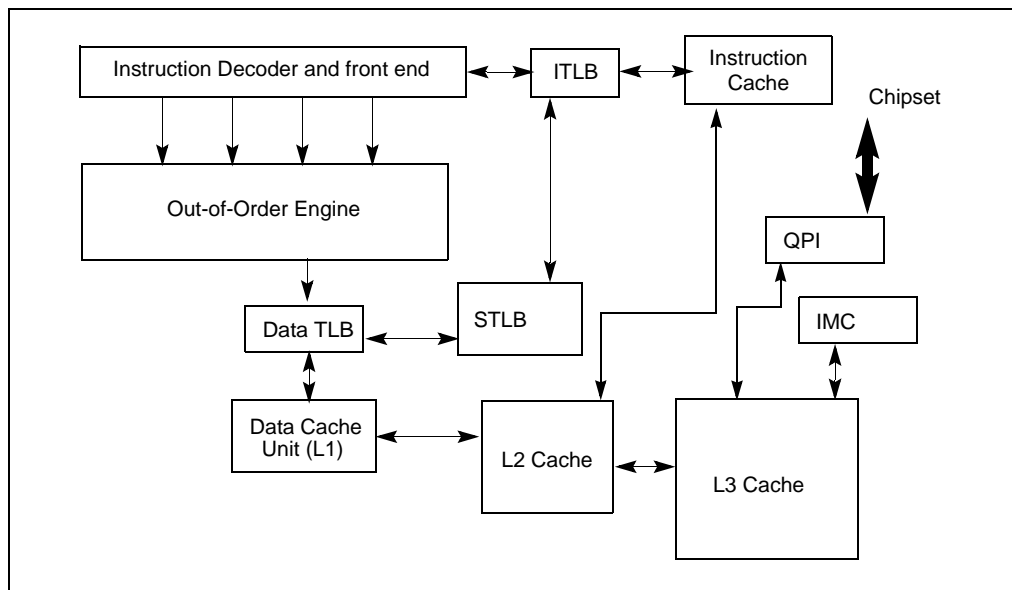 Instruction Decoder and front end
ITLB
Instruction
Cache
Chipset
Out-of-Order Engine
QPI
Data TLB
STLB
IMC
Data Cache
Unit (L1)
L2 Cache
L3 Cache